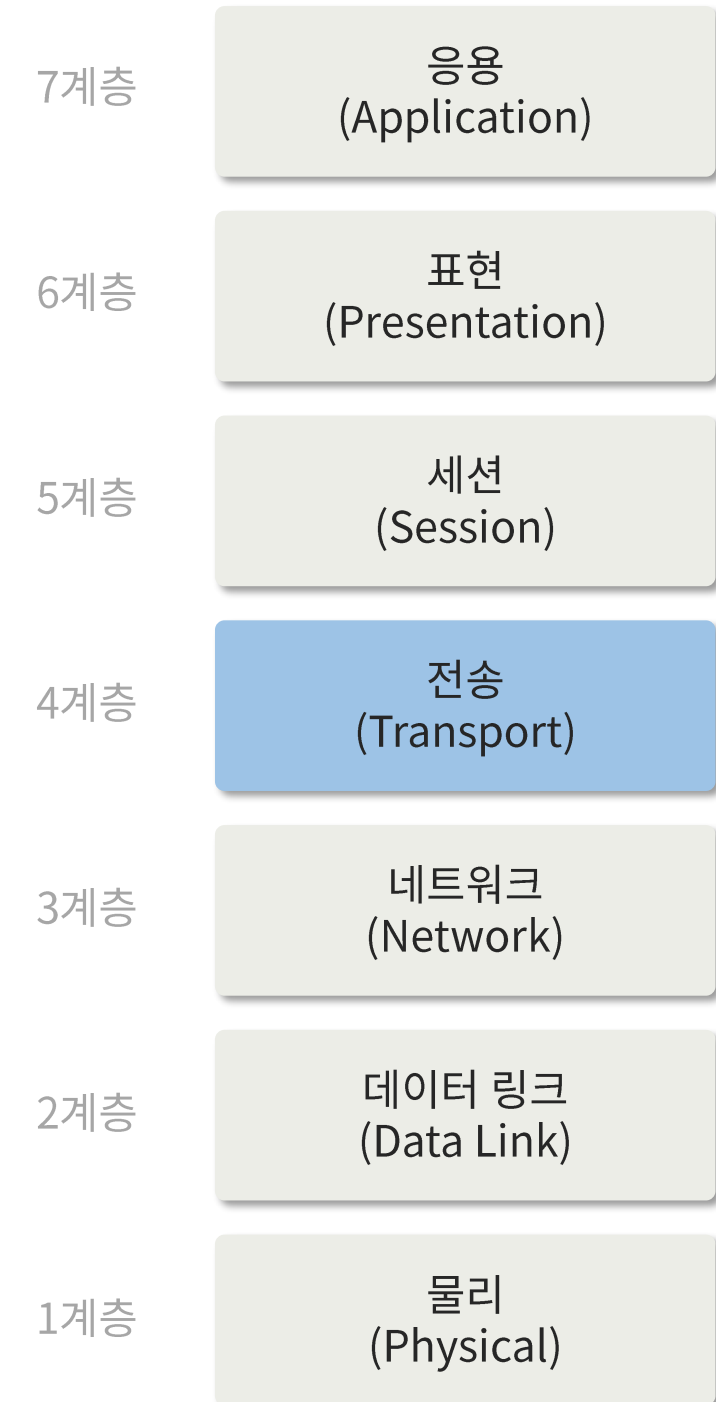 7계층
응용
(Application)
6계층
표현
(Presentation)
5계층
세션
(Session)
4계층
전송
(Transport)
3계층
네트워크
(Network)
2계층
데이터 링크
(Data Link)
1계층
물리
(Physical)